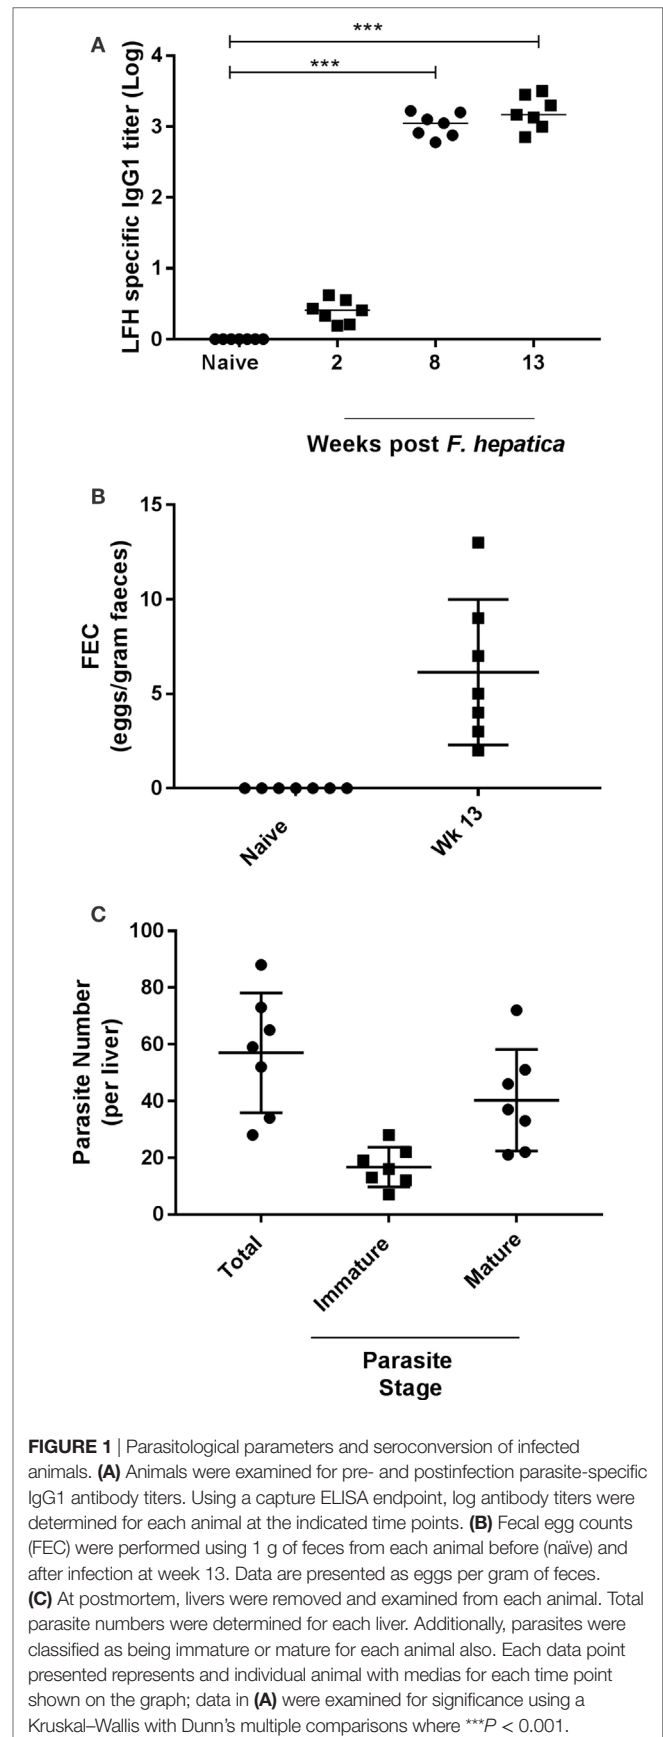 A
***
***
LFH specific IgG1 titer (Log)
4
3
2
1
0
Naive 2 8 13
Weeks post F. hepatica
B
FEC
(eggs/gram faeces)
15
10
5
0
Naive Wk 13
C
Parasite Number
(per liver)
100
80
60
40
20
0
Total Immature Mature
Parasite
Stage
FIGURE 1 | Parasitological parameters and seroconversion of infected
animals. (A) Animals were examined for pre- and postinfection parasite-specific
IgG1 antibody titers. Using a capture ELISA endpoint, log antibody titers were
determined for each animal at the indicated time points. (B) Fecal egg counts
(FEC) were performed using 1 g of feces from each animal before (naïve) and
after infection at week 13. Data are presented as eggs per gram of feces.
(C) At postmortem, livers were removed and examined from each animal. Total
parasite numbers were determined for each liver. Additionally, parasites were
classified as being immature or mature for each animal also. Each data point
presented represents and individual animal with medias for each time point
shown on the graph; data in (A) were examined for significance using a
Kruskal–Wallis with Dunn's multiple comparisons where ***P < 0.001.